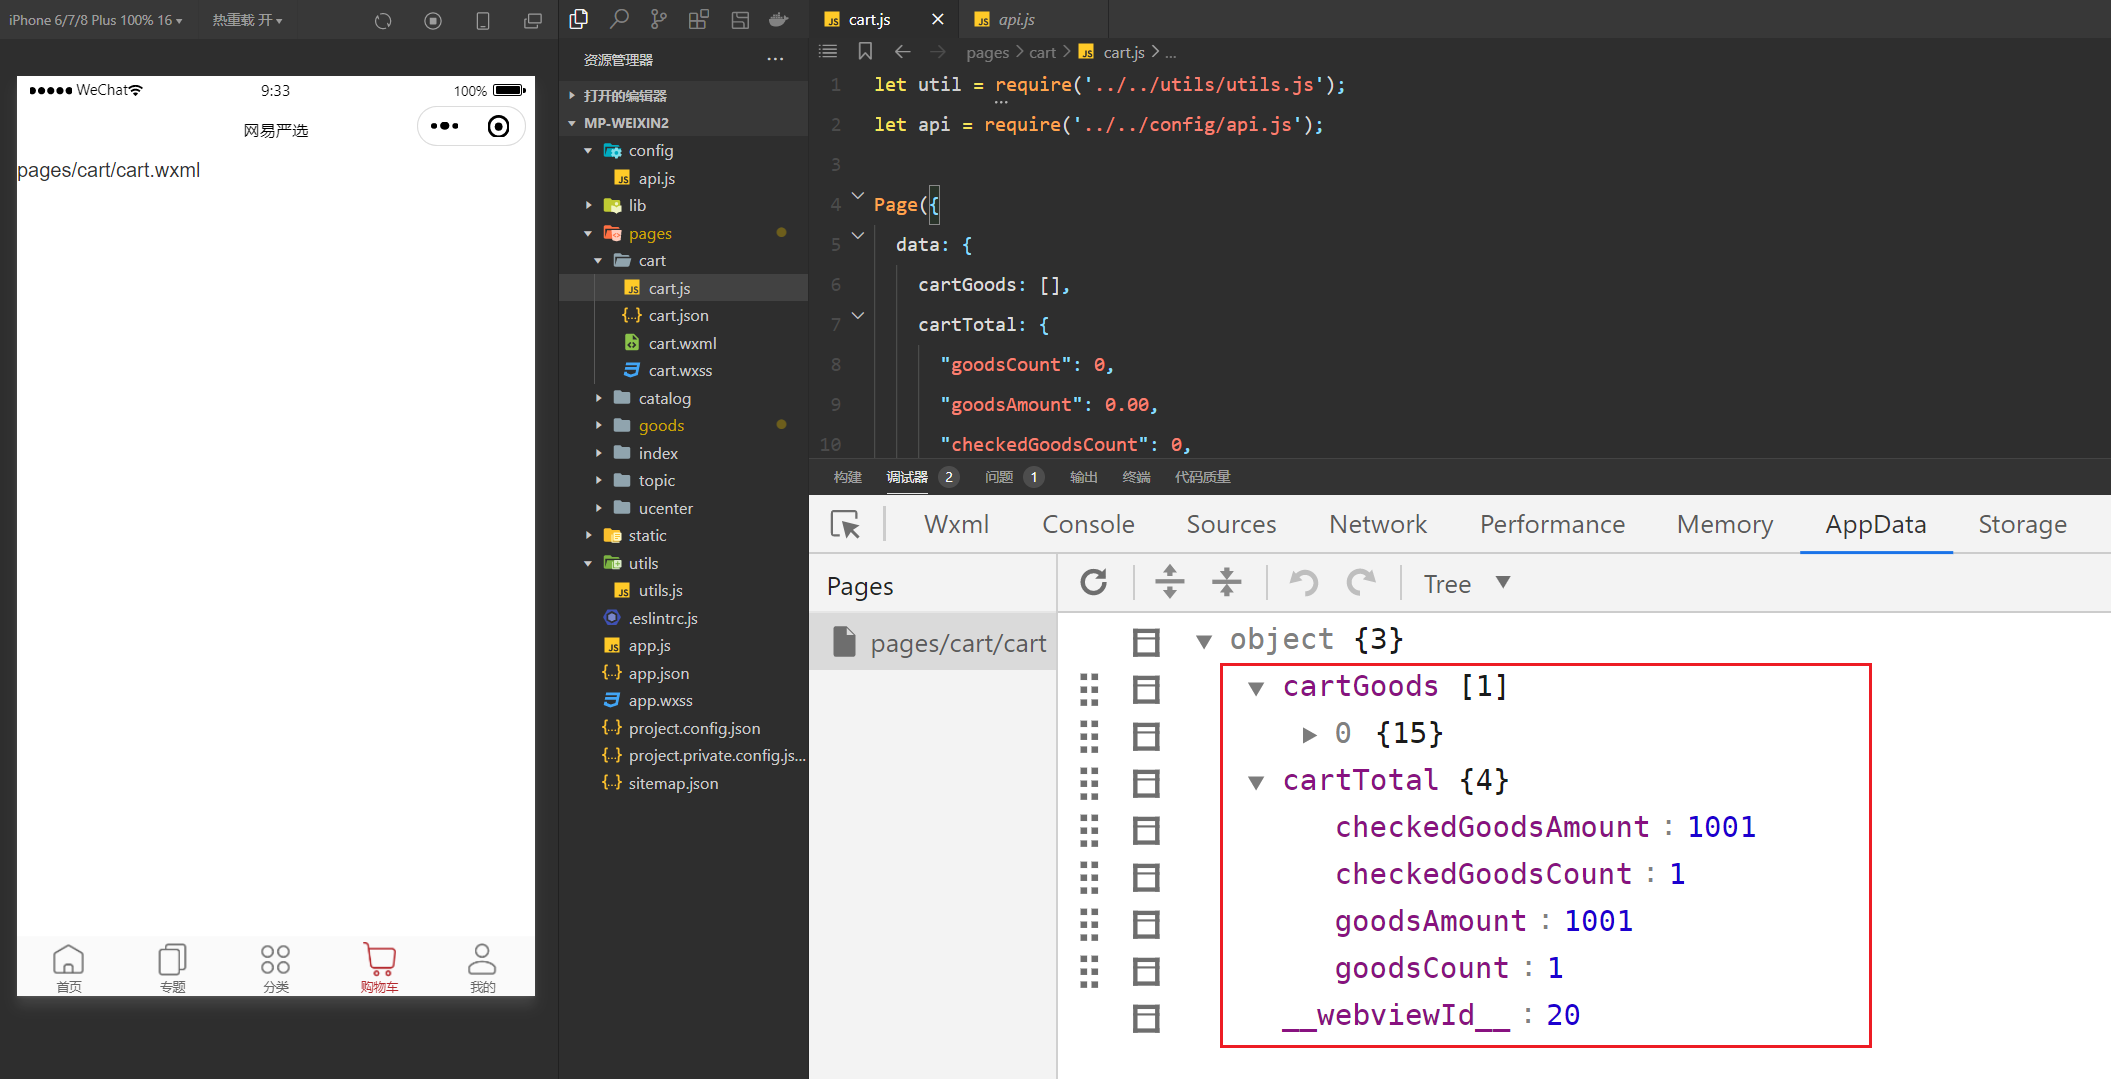 iPhone 6/7/8 Plus 100% 16
热重载 开
WeChat
9:33
100%
网易严选
pages/cart/cart.wxml
首页
专题
分类
购物车
我的
资源管理器
打开的编辑器
MP-WEIXIN2
config
api.js
lib
pages
cart
cart.js
cart.json
cart.wxml
cart.wxss
catalog
goods
index
topic
ucenter
static
utils
utils.js
.eslintrc.js
app.js
app.json
app.wxss
project.config.json
project.private.config.js...
sitemap.json
cart.js
api.js
pages > cart > cart.js > ...
1 let util = require('../../utils/utils.js');
2 let api = require('../../config/api.js');
3
4 Page({
5 data: {
6 cartGoods: [],
7 cartTotal: {
8 "goodsCount": 0,
9 "goodsAmount": 0.00,
10 "checkedGoodsCount": 0,
构建 调试器 2 问题 1 输出 终端 代码质量
Wxml Console Sources Network Performance Memory AppData Storage
Pages
pages/cart/cart
Tree
object {3}
cartGoods [1]
0 {15}
cartTotal {4}
checkedGoodsAmount : 1001
checkedGoodsCount : 1
goodsAmount : 1001
goodsCount : 1
__webviewId__ : 20